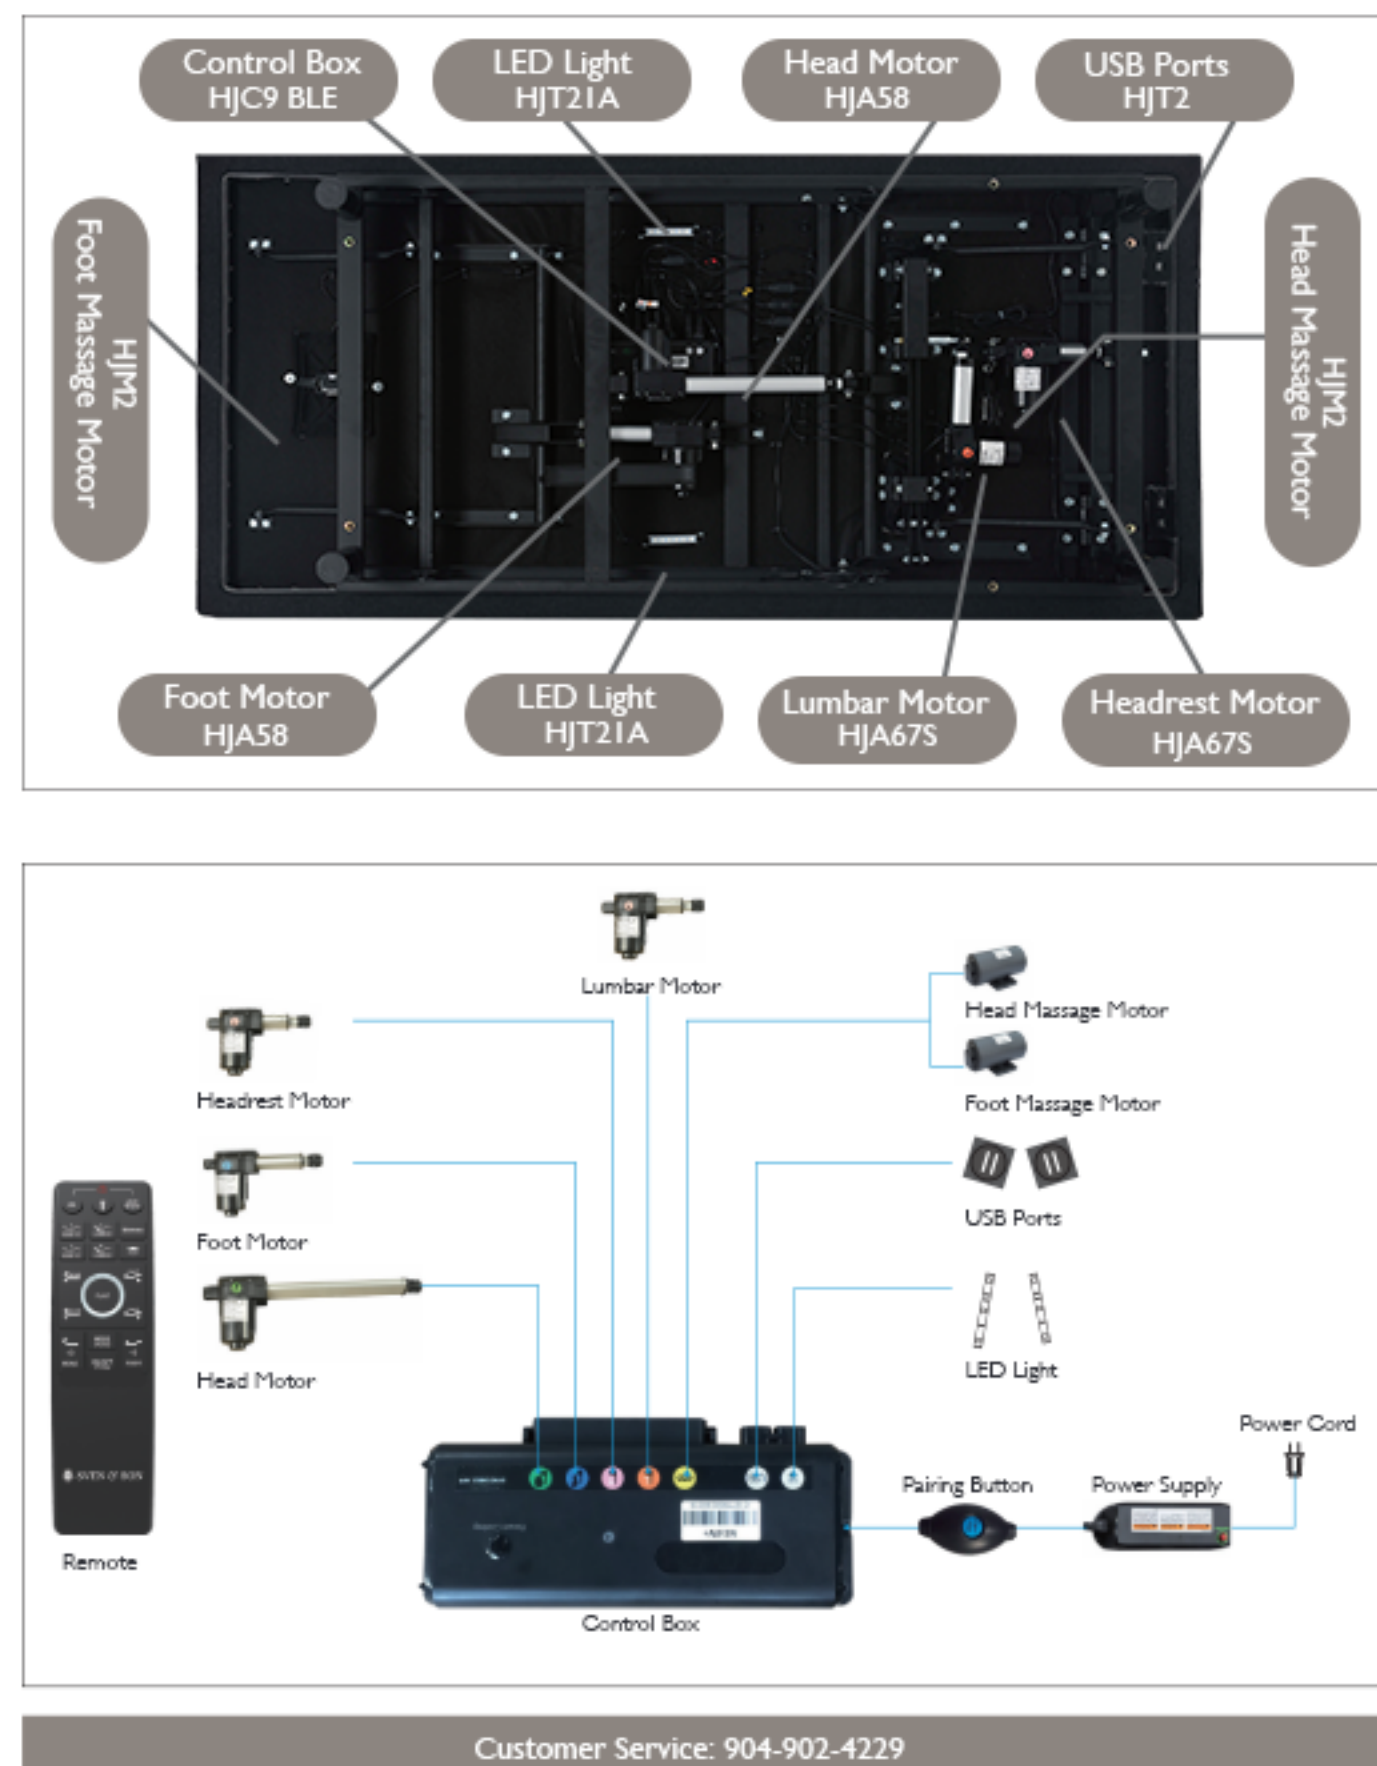 Control Box
HJC9 BLE
LED Light
HJT21A
Head Motor
HJA58
USB Ports
HJT2
HJM2
Foot Massage Motor
HJM2
Head Massage Motor
Foot Motor
HJA58
LED Light
HJT21A
Lumbar Motor
HJA67S
Headrest Motor
HJA67S
Lumbar Motor
Head Massage Motor
Headrest Motor
Foot Massage Motor
Foot Motor
USB Ports
Head Motor
LED Light
Power Cord
Pairing Button
Power Supply
SVEN & SON
Remote
Control Box
Customer Service: 904-902-4229